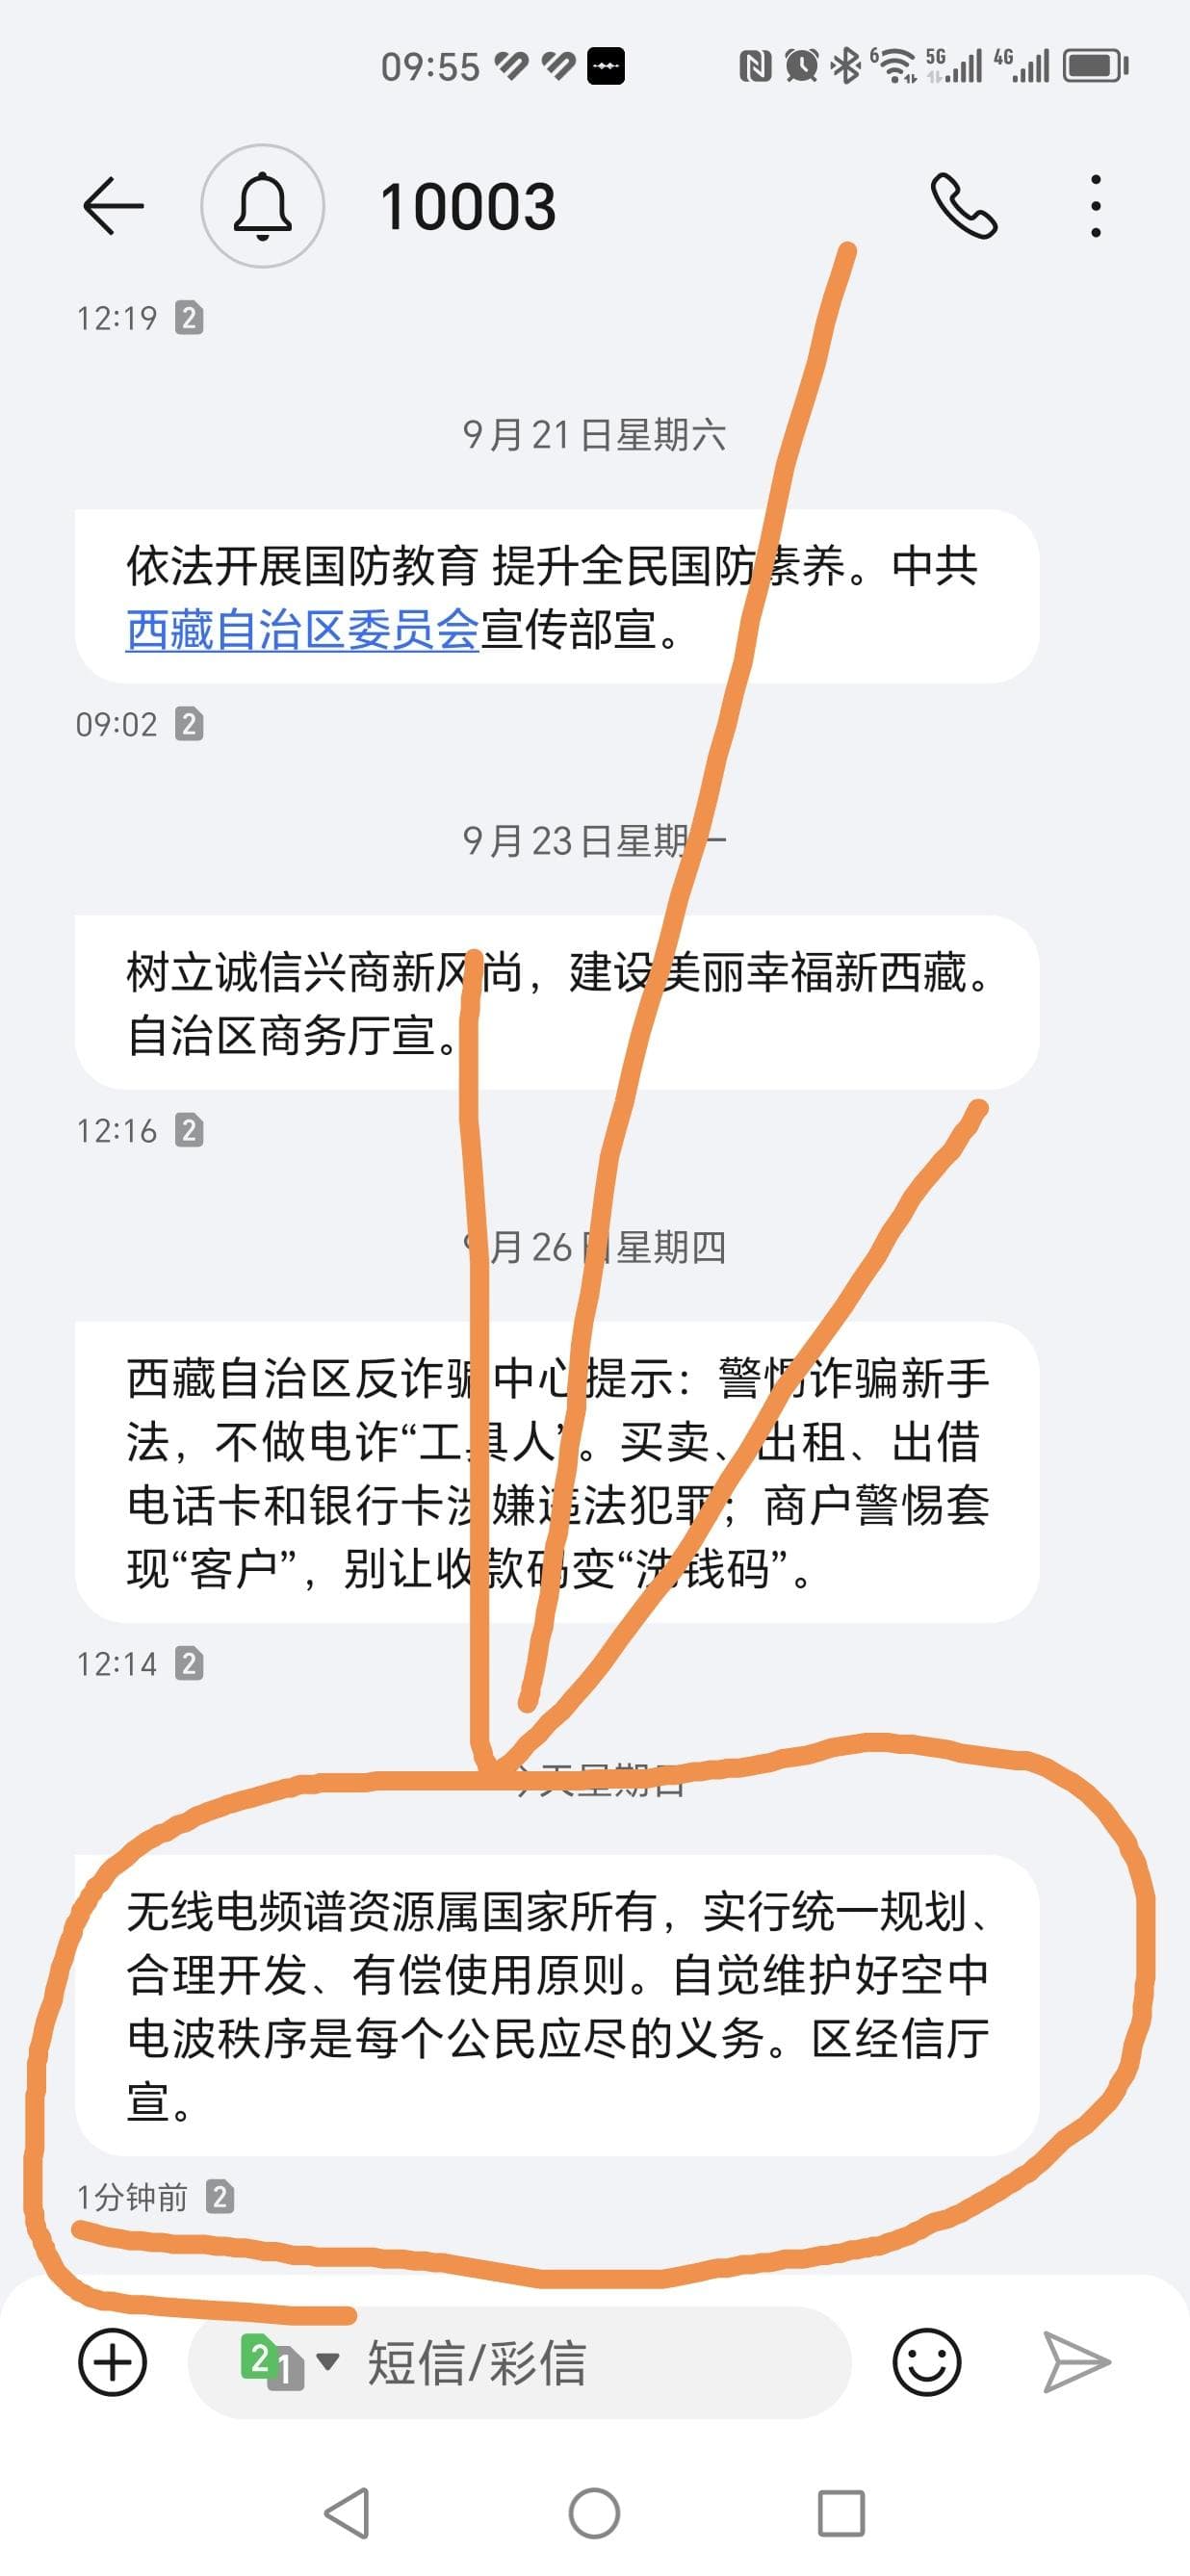 09:55
6
5G
4G
10003
12:19 2
9月21日星期六
依法开展国防教育 提升全民国防素养。中共
西藏自治区委员会宣传部宣。
09:02 2
9月23日星期一
树立诚信兴商新风尚，建设美丽幸福新西藏。
自治区商务厅宣。
12:16 2
9月26日星期四
西藏自治区反诈骗中心提示：警惕诈骗新手
法，不做电诈“工具人”。买卖、出租、出借
电话卡和银行卡涉嫌违法犯罪；商户警惕套
现“客户”，别让收款码变“洗钱码”。
12:14 2
今天星期日
无线电频谱资源属国家所有，实行统一规划、
合理开发、有偿使用原则。自觉维护好空中
电波秩序是每个公民应尽的义务。区经信厅
宣。
1分钟前 2
2 1 短信/彩信